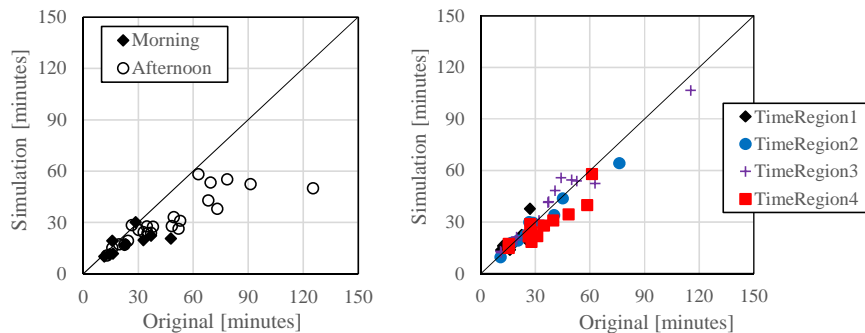 150
120
90
60
30
0
0 30 60 90 120 150
Simulation [minutes]
Original [minutes]
Morning
Afternoon
150
120
90
60
30
0
0 30 60 90 120 150
Simulation [minutes]
Original [minutes]
TimeRegion1
TimeRegion2
TimeRegion3
TimeRegion4